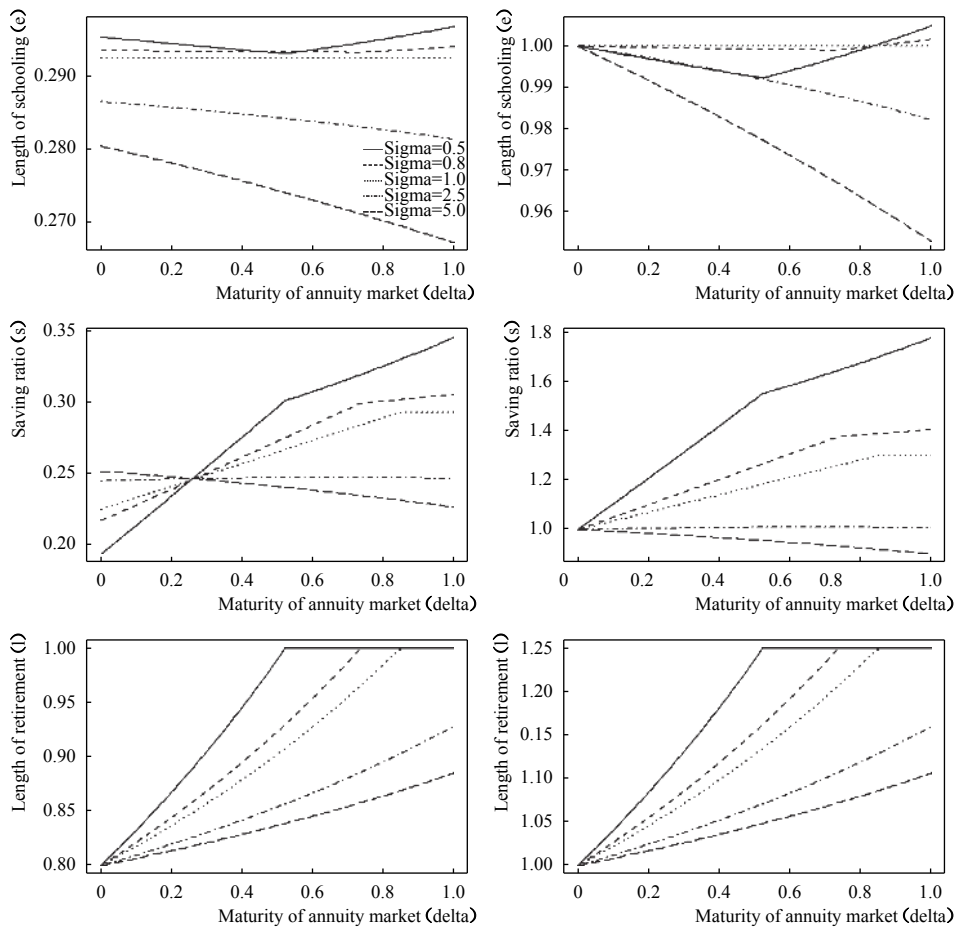 Length of schooling (e)
0.290
0.280
0.270
Sigma=0.5
Sigma=0.8
Sigma=1.0
Sigma=2.5
Sigma=5.0
0 0.2 0.4 0.6 0.8 1.0
Maturity of annuity market (delta)
Length of schooling (e)
1.00
0.99
0.98
0.97
0.96
0 0.2 0.4 0.6 0.8 1.0
Maturity of annuity market (delta)
Saving ratio (s)
0.35
0.30
0.25
0.20
0 0.2 0.4 0.6 0.8 1.0
Maturity of annuity market (delta)
Saving ratio (s)
1.8
1.6
1.4
1.2
1.0
0 0.2 0.4 0.6 0.8 1.0
Maturity of annuity market (delta)
Length of retirement (l)
1.00
0.95
0.90
0.85
0.80
0 0.2 0.4 0.6 0.8 1.0
Maturity of annuity market (delta)
Length of retirement (l)
1.25
1.20
1.15
1.10
1.05
1.00
0 0.2 0.4 0.6 0.8 1.0
Maturity of annuity market (delta)